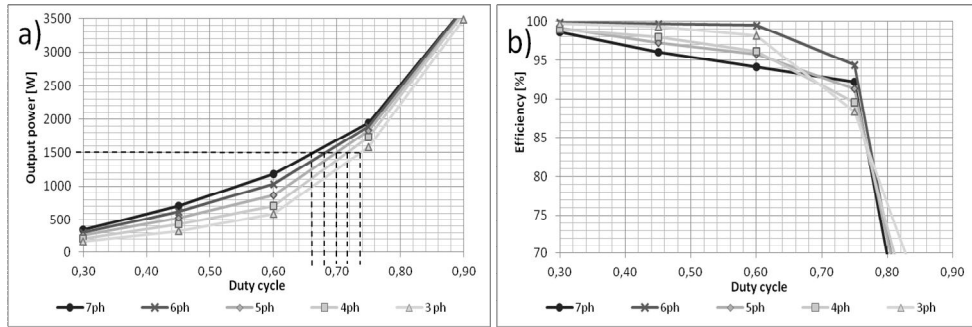 a)
Output power [W]
3500
3000
2500
2000
1500
1000
500
0
0,30
0,40
0,50
0,60
0,70
0,80
0,90
Duty cycle
7ph
6ph
5ph
4ph
3 ph
b)
Efficiency [%]
100
95
90
85
80
75
70
0,30
0,40
0,50
0,60
0,70
0,80
0,90
Duty cycle
7ph
6ph
5ph
4ph
3 ph